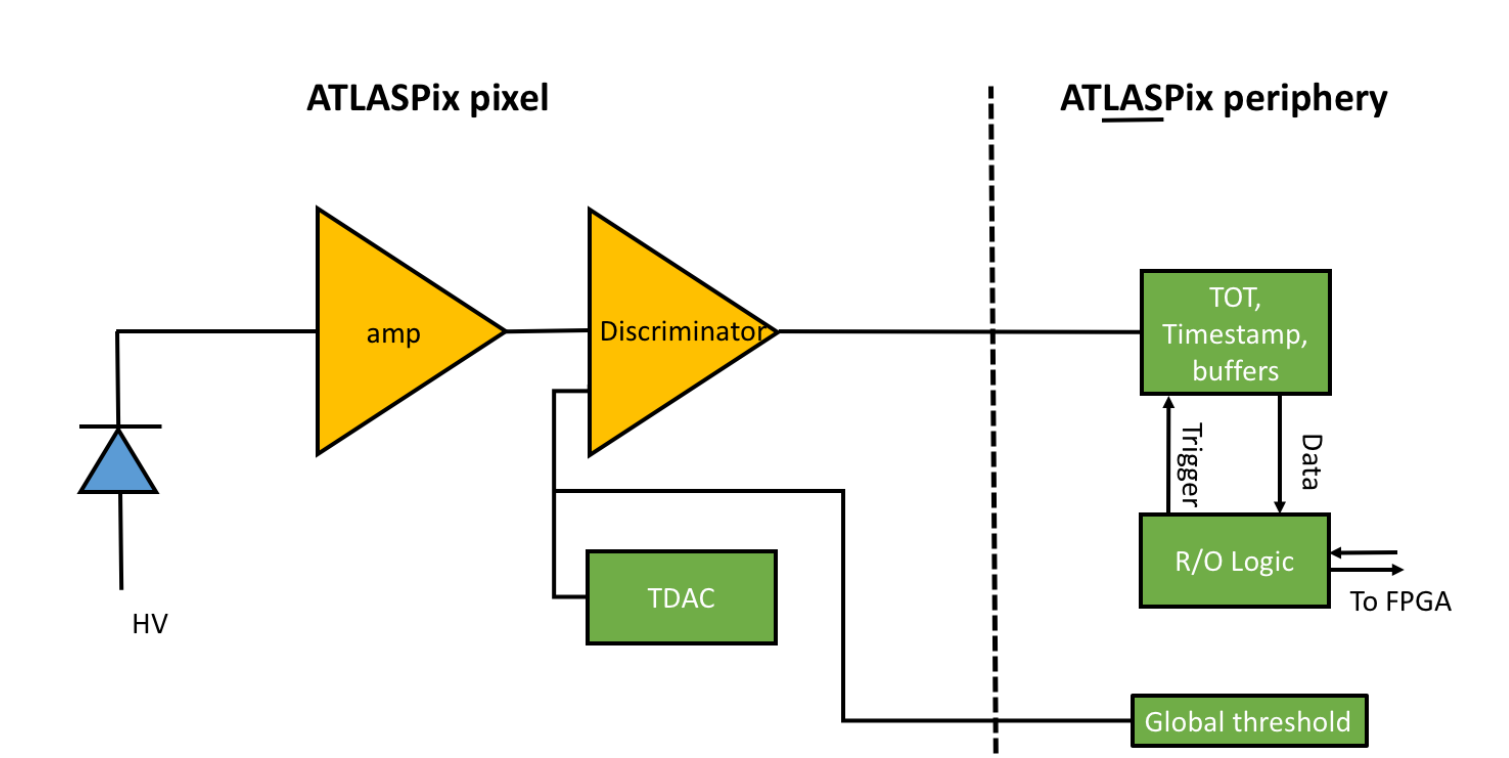 ATLASPix pixel
ATLASPix periphery
amp
Discriminator
TOT,
Timestamp,
buffers
Trigger
Data
R/O Logic
To FPGA
TDAC
HV
Global threshold